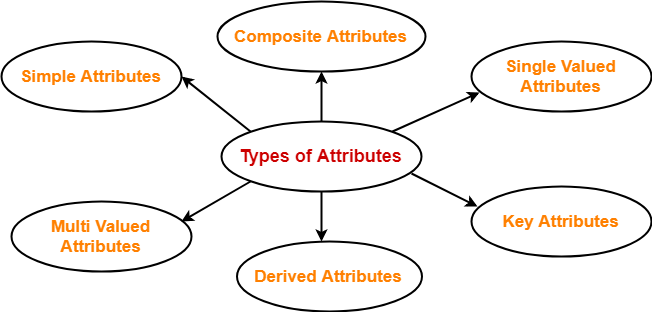 Composite Attributes
Simple Attributes
Single Valued
Attributes
Types of Attributes
Multi Valued
Attributes
Key Attributes
Derived Attributes